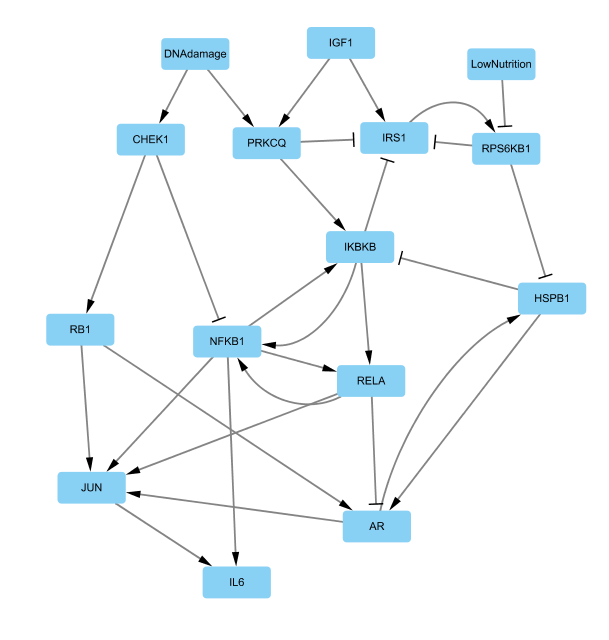 IGF1
DNAdamage
LowNutrition
CHEK1
PRKCQ
IRS1
RPS6KB1
IKBKB
HSPB1
RB1
NFKB1
RELA
JUN
AR
IL6